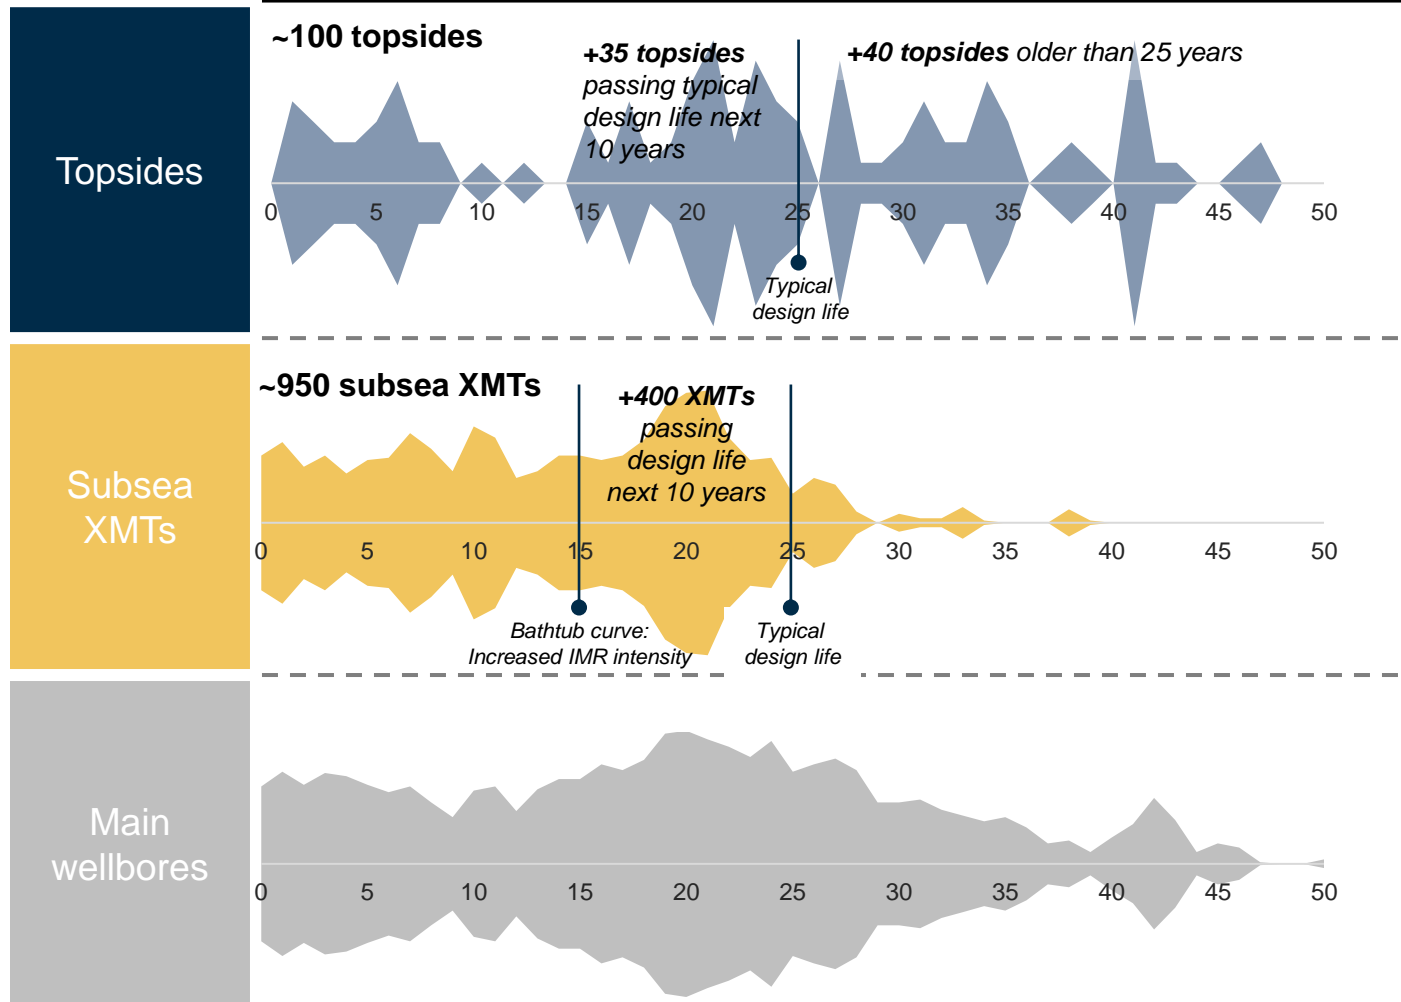 Topsides
~100 topsides
+35 topsides
passing typical
design life next
10 years
+40 topsides older than 25 years
0 5 10 15 20 25 30 35 40 45 50
Typical
design life
Subsea
XMTs
~950 subsea XMTs
+400 XMTs
passing
design life
next 10 years
0 5 10 15 20 25 30 35 40 45 50
Bathtub curve:
Increased IMR intensity
Typical
design life
Main
wellbores
0 5 10 15 20 25 30 35 40 45 50